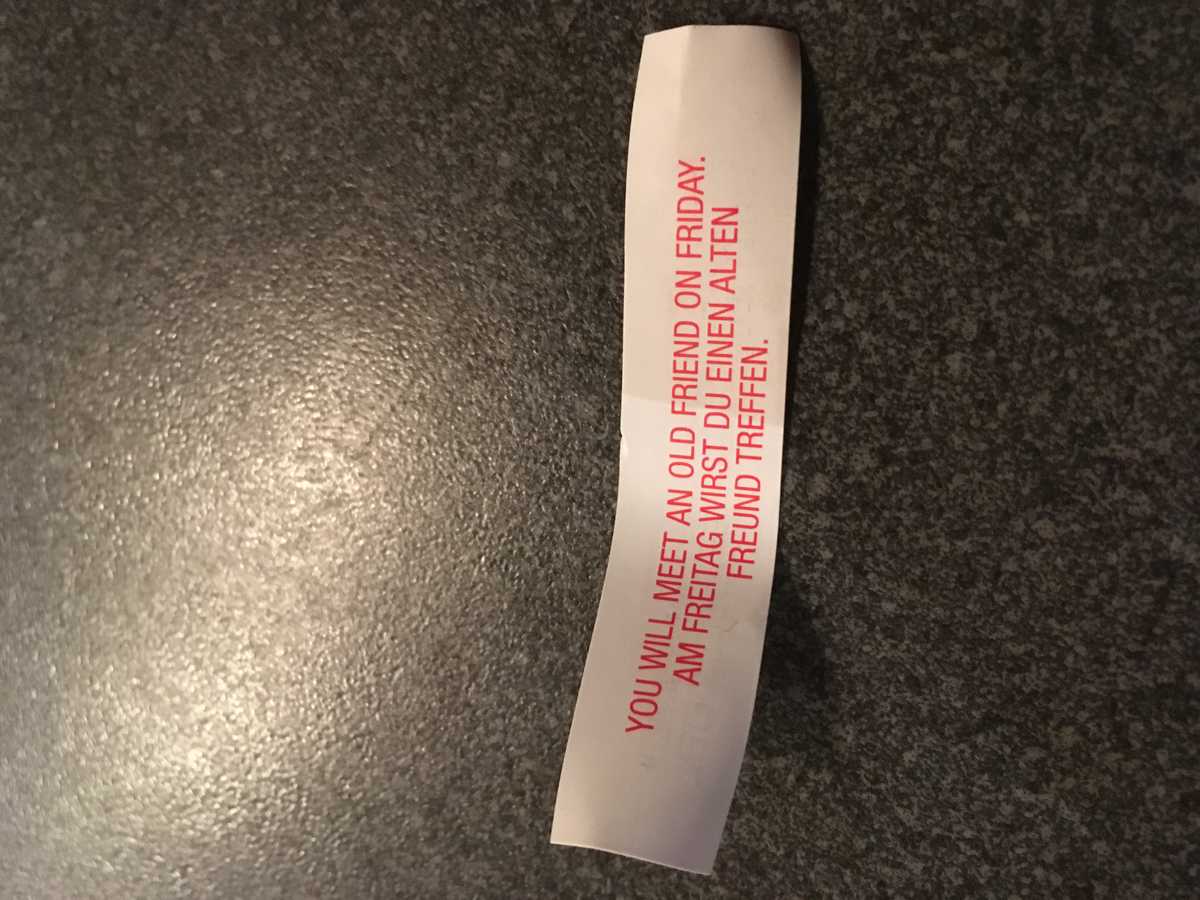 YOU WILL MEET AN OLD FRIEND ON FRIDAY.
AM FREITAG WIRST DU EINEN ALTEN
FREUND TREFFEN.